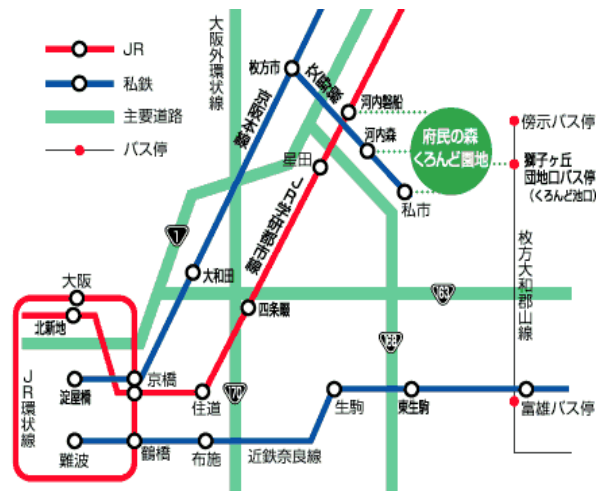 JR
私鉄
主要道路
バス停
大阪外環状線
枚方市
交野線
河内磐船
河内森
私市
府民の森
くろんど園地
傍示バス停
獅子ヶ丘
団地口バス停
(くろんど池口)
京阪本線
星田
JR学研都市線
枚方大和郡山線
1
大和田
大阪
北新地
四条畷
163
168
170
JR環状線
淀屋橋
京橋
住道
生駒
東生駒
富雄バス停
難波
鶴橋
布施
近鉄奈良線